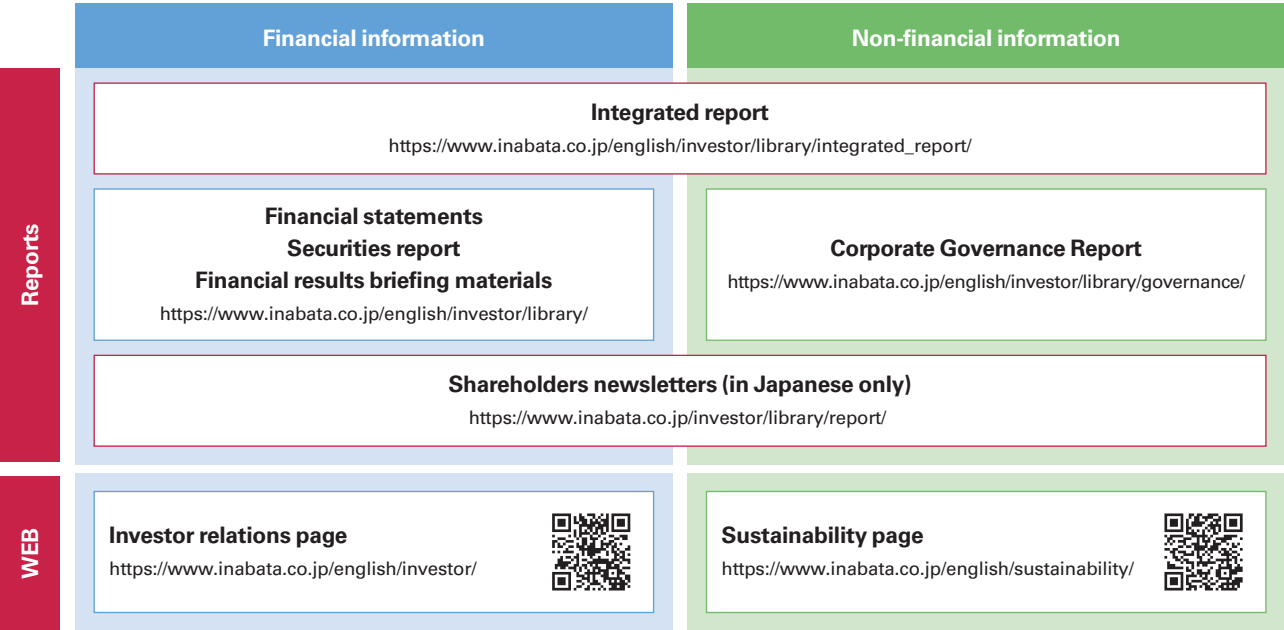 Financial information
Non-financial information
Reports
Integrated report
https://www.inabata.co.jp/english/investor/library/integrated_report/
Financial statements
Securities report
Financial results briefing materials
https://www.inabata.co.jp/english/investor/library/
Corporate Governance Report
https://www.inabata.co.jp/english/investor/library/governance/
Shareholders newsletters (in Japanese only)
https://www.inabata.co.jp/investor/library/report/
WEB
Investor relations page
https://www.inabata.co.jp/english/investor/
Sustainability page
https://www.inabata.co.jp/english/sustainability/